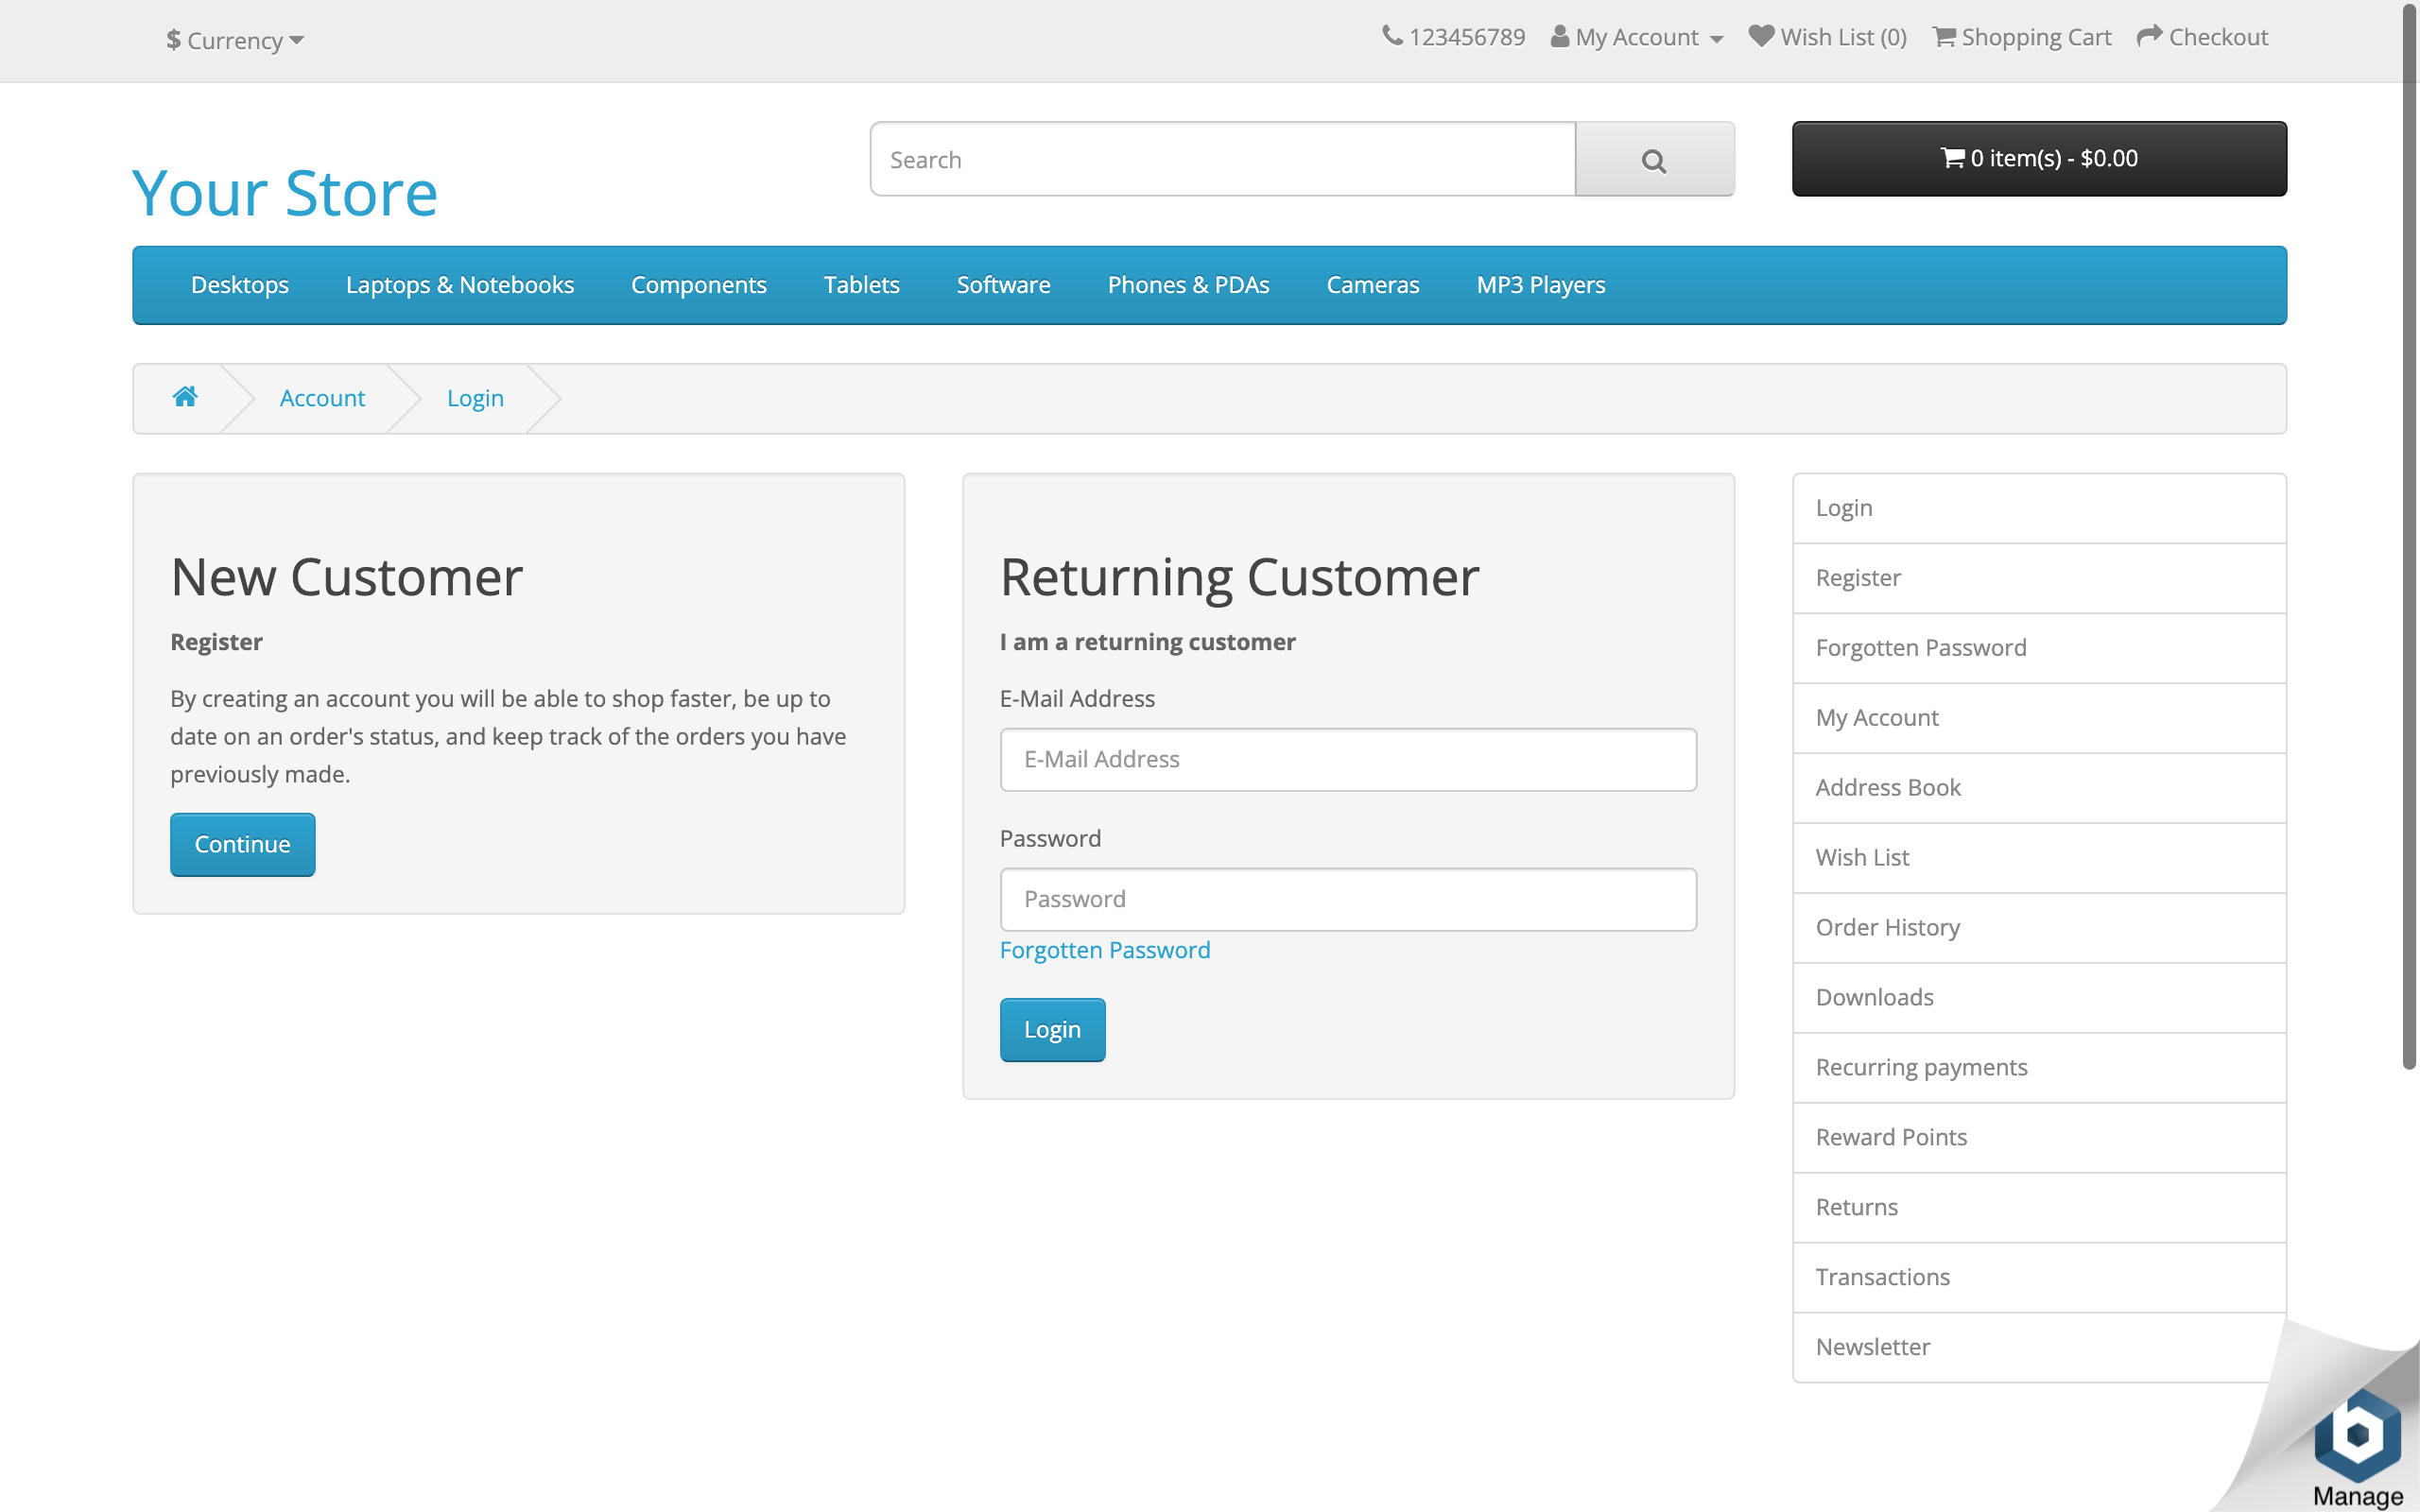 $ Currency
123456789 My Account Wish List (0) Shopping Cart Checkout
Your Store
Search
0 item(s) - $0.00
Desktops Laptops & Notebooks Components Tablets Software Phones & PDAs Cameras MP3 Players
Account Login
New Customer
Register
By creating an account you will be able to shop faster, be up to
date on an order's status, and keep track of the orders you have
previously made.
Continue
Returning Customer
I am a returning customer
E-Mail Address
E-Mail Address
Password
Password
Forgotten Password
Login
Login
Register
Forgotten Password
My Account
Address Book
Wish List
Order History
Downloads
Recurring payments
Reward Points
Returns
Transactions
Newsletter
Manage